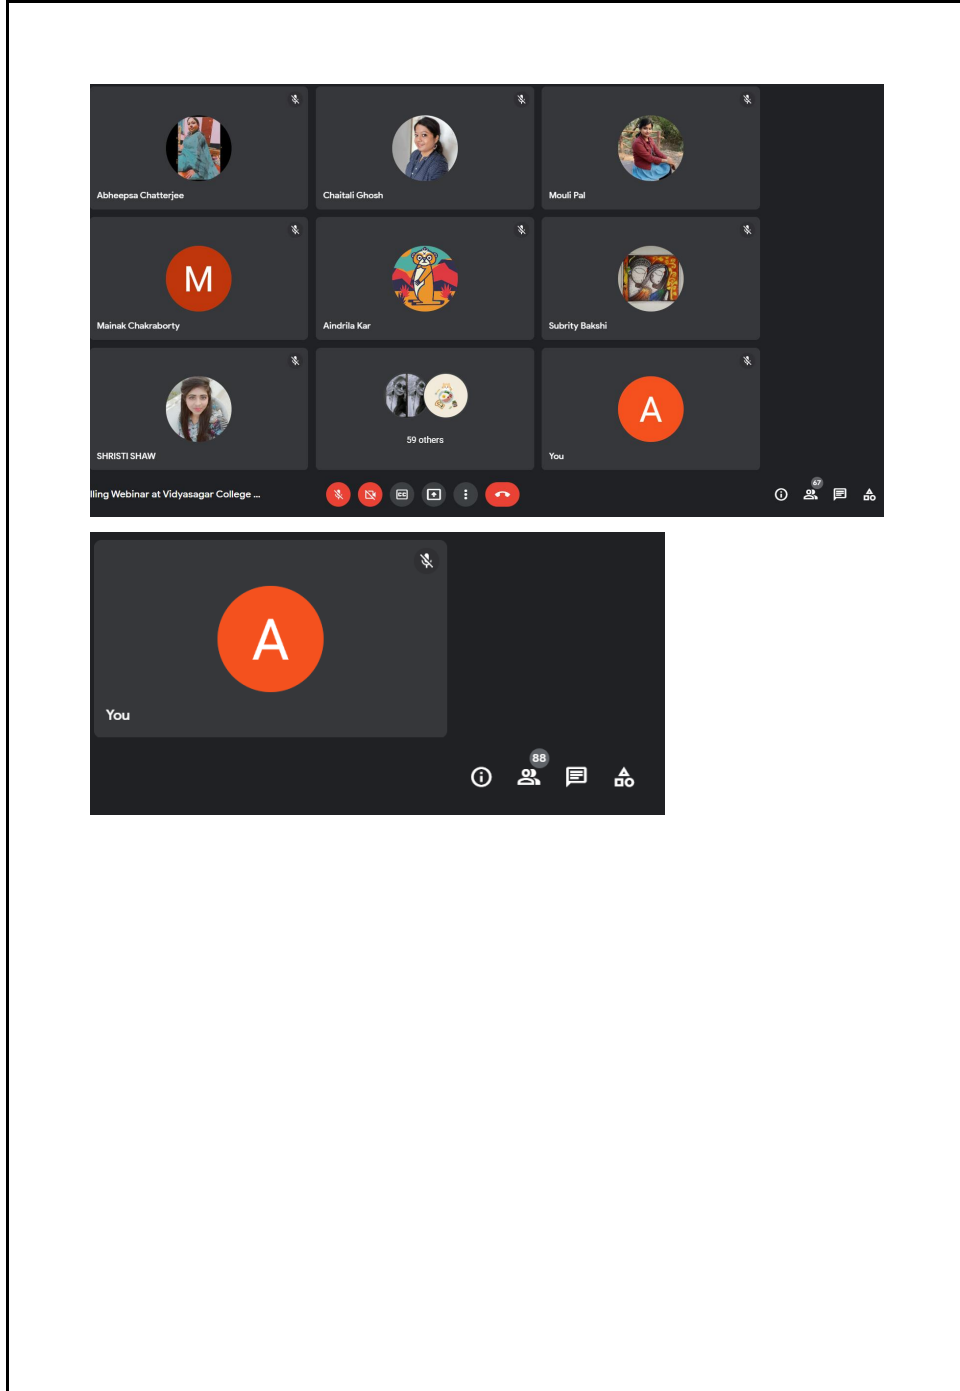 Abheepsa Chatterjee
Chaitali Ghosh
Mouli Pal
M
Mainak Chakraborty
Aindrila Kar
Subrity Bakshi
SHRISTI SHAW
59 others
A
You
lling Webinar at Vidyasagar College ...
CC
67
A
You
88